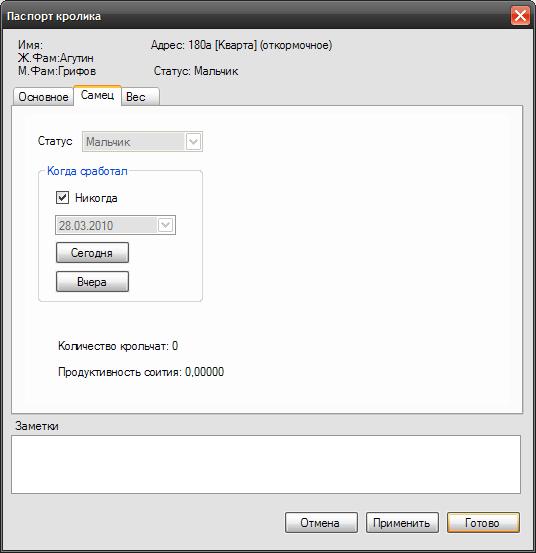 Паспорт кролика
Имя: Адрес: 180а [Кварта] (откормочное)
Ж.Фам:Агутин
М.Фам:Грифов Статус: Мальчик
Основное Самец Вес
Статус Мальчик
Когда сработал
Никогда
28.03.2010
Сегодня
Вчера
Количество крольчат: 0
Продуктивность соития: 0,00000
Заметки
Отмена Применить Готово